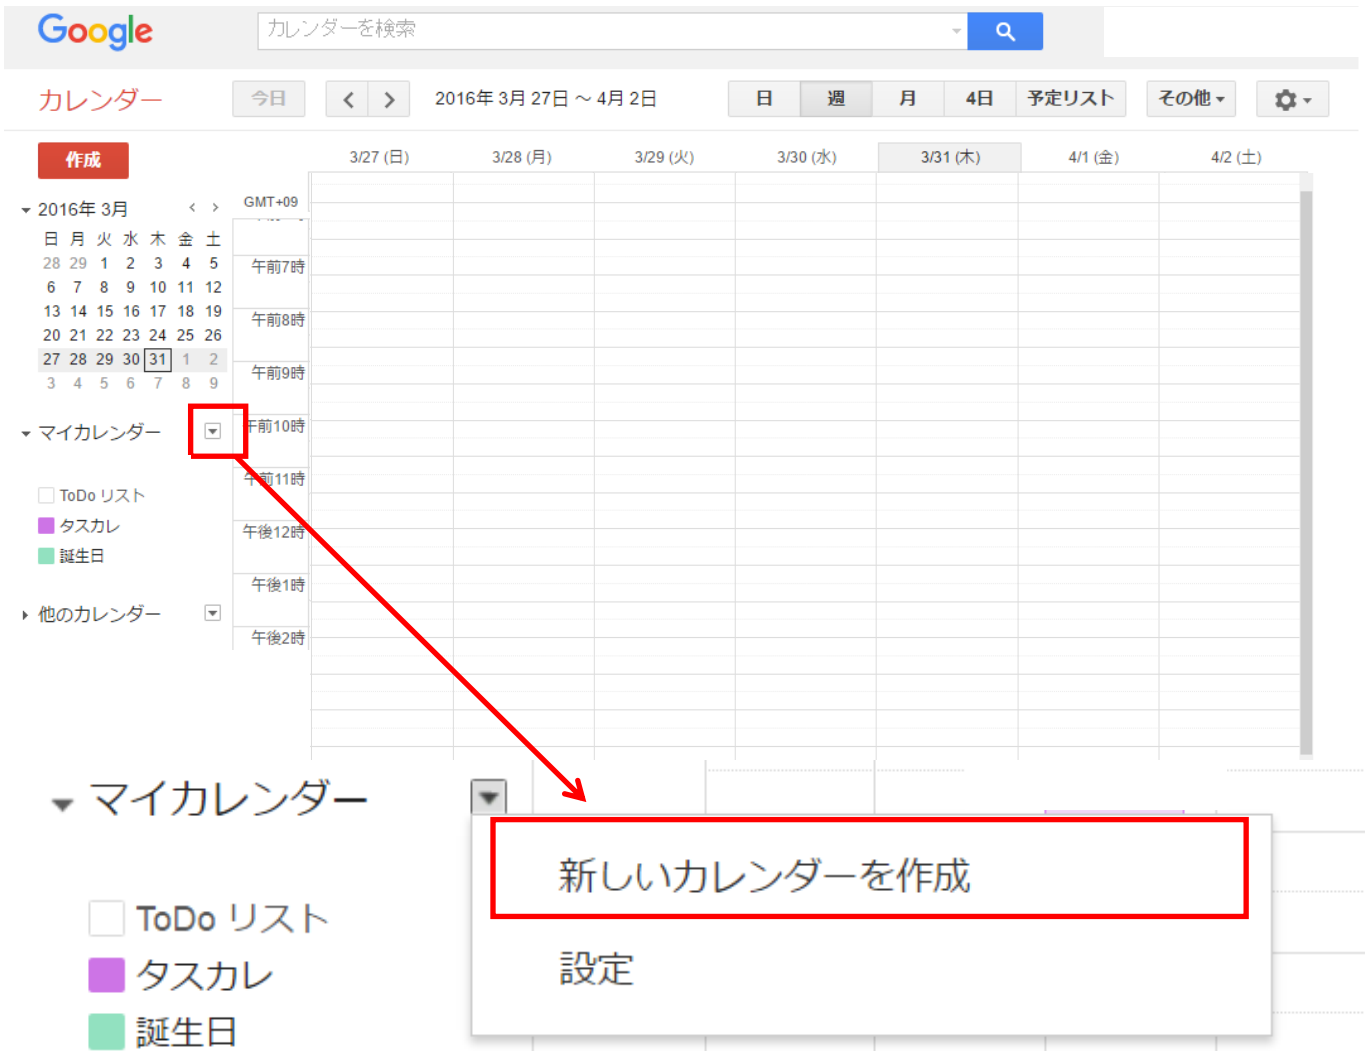 Google カレンダーを検索
カレンダー 今日 2016年 3月 27日 ～ 4月 2日 日 週 月 4日 予定リスト その他
作成 3/27 (日) 3/28 (月) 3/29 (火) 3/30 (水) 3/31 (木) 4/1 (金) 4/2 (土)
2016年 3月
GMT+09
日 月 火 水 木 金 土
28 29 1 2 3 4 5
6 7 8 9 10 11 12
13 14 15 16 17 18 19
20 21 22 23 24 25 26
27 28 29 30 31 1 2
3 4 5 6 7 8 9
午前7時
午前8時
午前9時
午前10時
午前11時
午後12時
午後1時
午後2時
マイカレンダー
ToDo リスト
タスカレ
誕生日
他のカレンダー
マイカレンダー
ToDo リスト
タスカレ
誕生日
新しいカレンダーを作成
設定